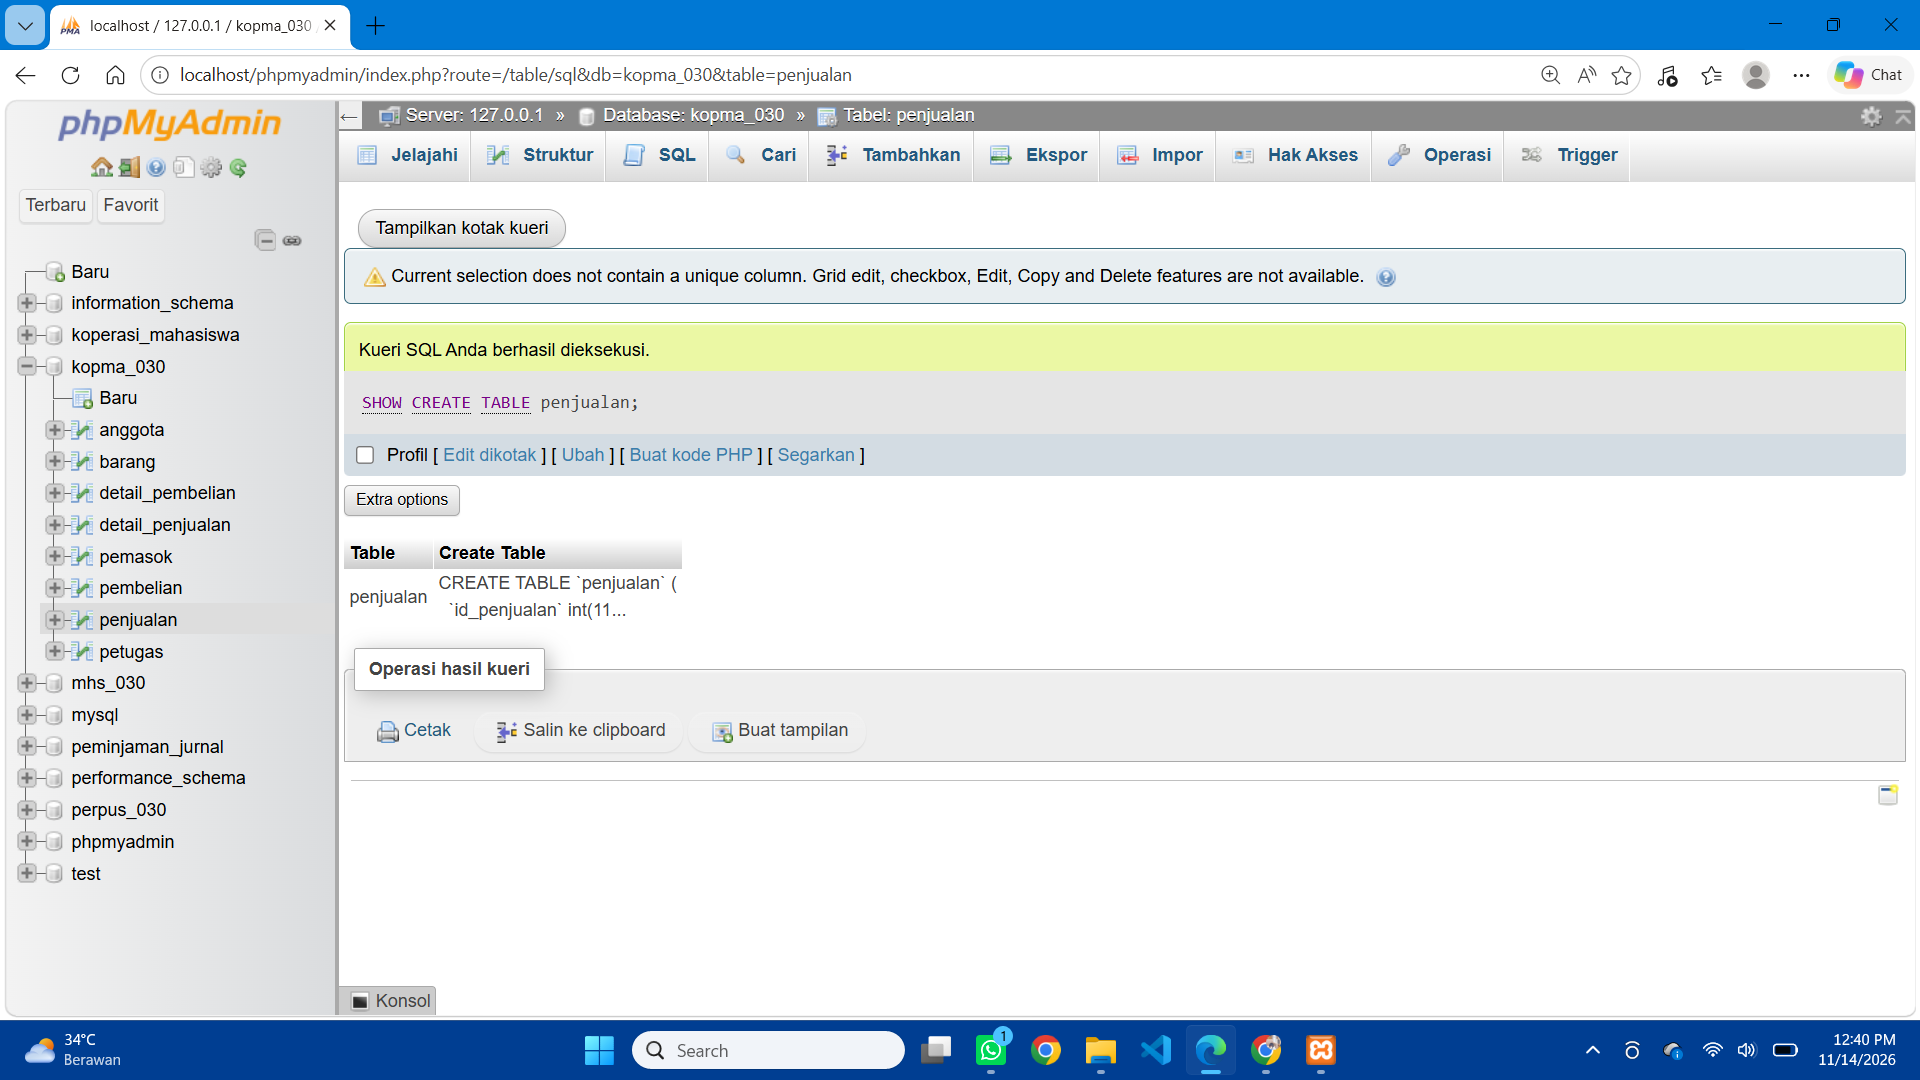 localhost / 127.0.0.1 / kopma_030
localhost/phpmyadmin/index.php?route=/table/sql&db=kopma_030&table=penjualan
Chat
phpMyAdmin
Terbaru
Favorit
Baru
information_schema
koperasi_mahasiswa
kopma_030
Baru
anggota
barang
detail_pembelian
detail_penjualan
pemasok
pembelian
penjualan
petugas
mhs_030
mysql
peminjaman_jurnal
performance_schema
perpus_030
phpmyadmin
test
Server: 127.0.0.1 » Database: kopma_030 » Tabel: penjualan
Jelajahi Struktur SQL Cari Tambahkan Ekspor Impor Hak Akses Operasi Trigger
Tampilkan kotak kueri
Current selection does not contain a unique column. Grid edit, checkbox, Edit, Copy and Delete features are not available.
Kueri SQL Anda berhasil dieksekusi.
SHOW CREATE TABLE penjualan;
Profil [ Edit dikotak ] [ Ubah ] [ Buat kode PHP ] [ Segarkan ]
Extra options
Table Create Table
penjualan
CREATE TABLE `penjualan` (
`id_penjualan` int(11...
Operasi hasil kueri
Cetak Salin ke clipboard Buat tampilan
Konsol
34°C
Berawan
Search
1
12:40 PM
11/14/2026